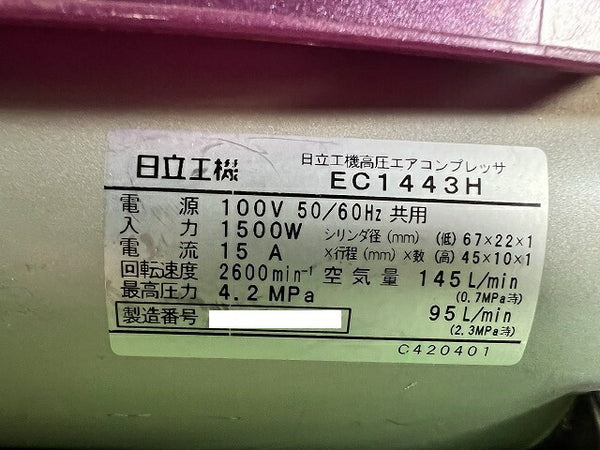 日立工機
日立工機高圧エアコンプレッサ
EC1443H
電源 100V 50/60Hz 共用
入力 1500W シリンダ径(mm) (低) 67×22×1
電流 15 A ×行程(mm)×数 (高) 45×10×1
回転速度 2600min⁻¹ 空気量 145L/min
(0.7MPa時)
最高圧力 4.2MPa
95L/min
(2.3MPa時)
製造番号
C420401